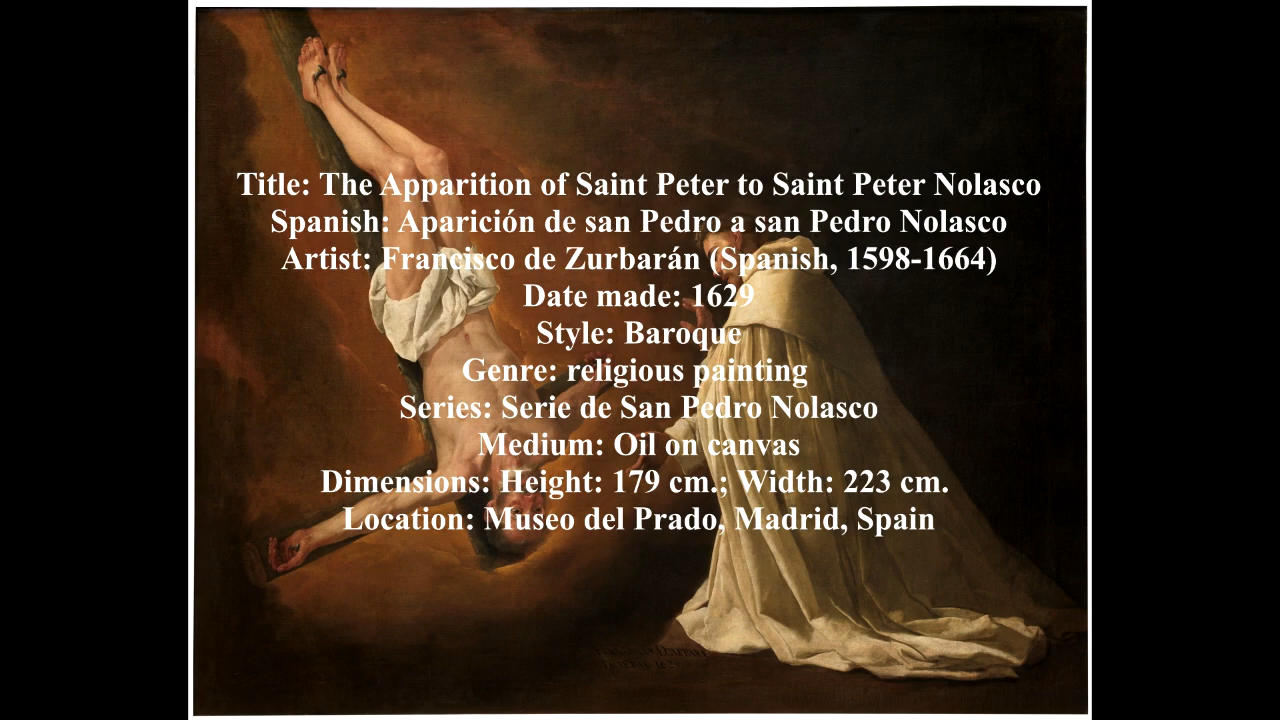 Title: The Apparition of Saint Peter to Saint Peter Nolasco
Spanish: Aparición de san Pedro a san Pedro Nolasco
Artist: Francisco de Zurbarán (Spanish, 1598-1664)
Date made: 1629
Style: Baroque
Genre: religious painting
Series: Serie de San Pedro Nolasco
Medium: Oil on canvas
Dimensions: Height: 179 cm.; Width: 223 cm.
Location: Museo del Prado, Madrid, Spain